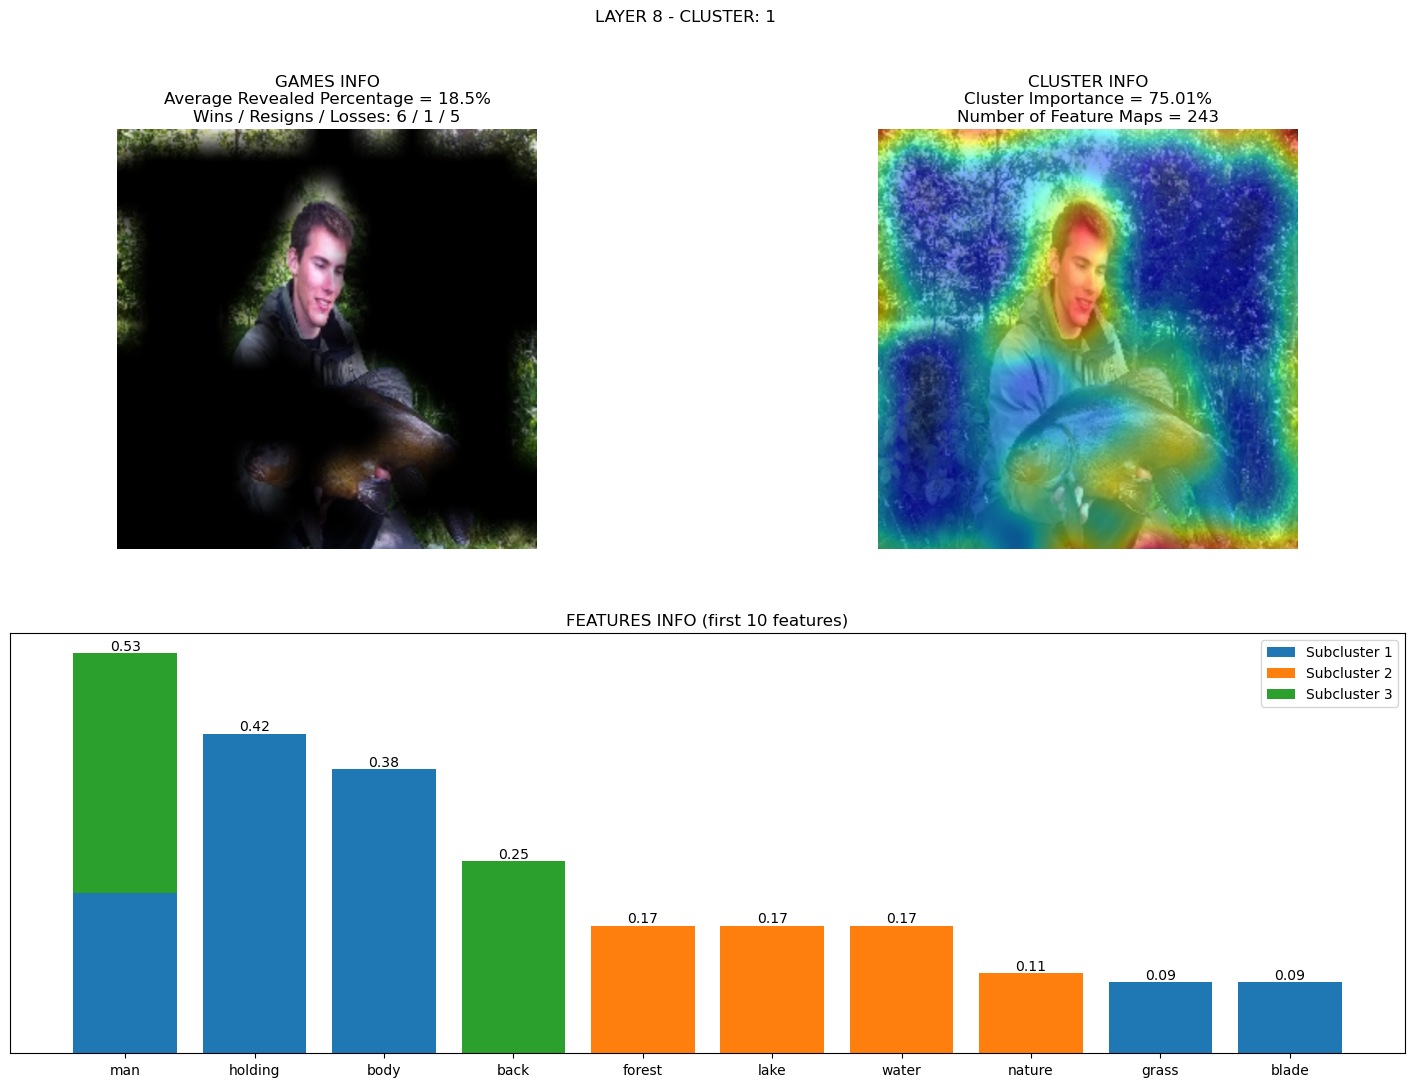 LAYER 8 - CLUSTER: 1
GAMES INFO
Average Revealed Percentage = 18.5%
Wins / Resigns / Losses: 6 / 1 / 5
CLUSTER INFO
Cluster Importance = 75.01%
Number of Feature Maps = 243
FEATURES INFO (first 10 features)
Subcluster 1
Subcluster 2
Subcluster 3
0.53
0.42
0.38
0.25
0.17
0.17
0.17
0.11
0.09
0.09
man
holding
body
back
forest
lake
water
nature
grass
blade